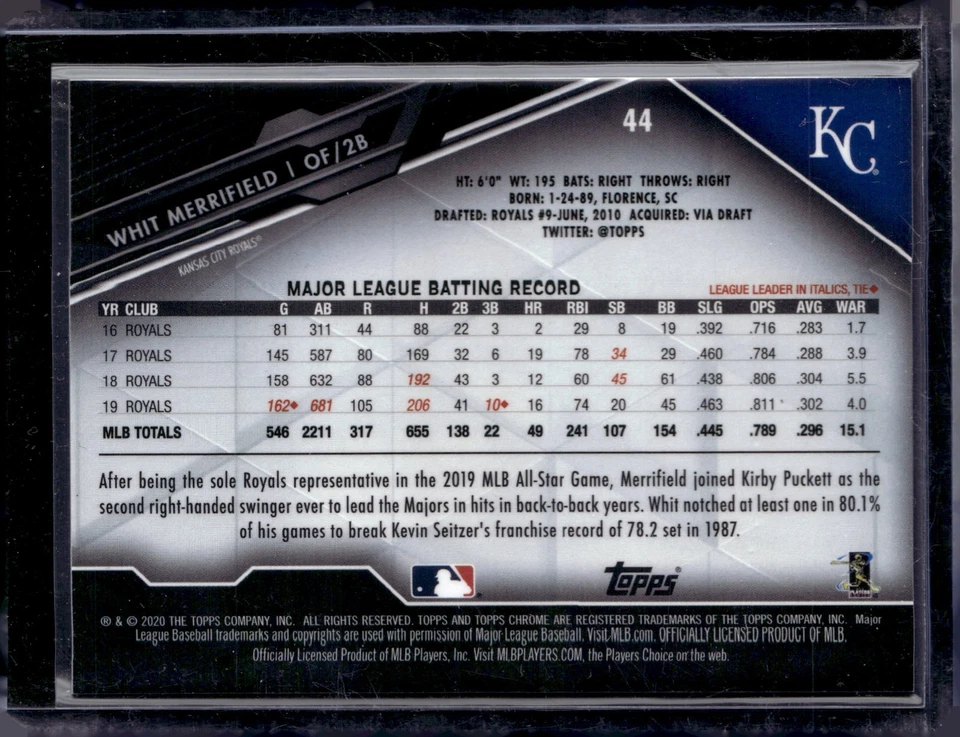 44
KC
WHIT MERRIFIELD | OF/2B
KANSAS CITY ROYALS®
HT: 6'0" WT: 195 BATS: RIGHT THROWS: RIGHT
BORN: 1-24-89, FLORENCE, SC
DRAFTED: ROYALS #9-JUNE, 2010 ACQUIRED: VIA DRAFT
TWITTER: @TOPPS
MAJOR LEAGUE BATTING RECORD LEAGUE LEADER IN ITALICS, TIE◆
YR CLUB G AB R H 2B 3B HR RBI SB BB SLG OPS AVG WAR
16 ROYALS 81 311 44 88 22 3 2 29 8 19 .392 .716 .283 1.7
17 ROYALS 145 587 80 169 32 6 19 78 34 29 .460 .784 .288 3.9
18 ROYALS 158 632 88 192 43 3 12 60 45 61 .438 .806 .304 5.5
19 ROYALS 162◆ 681 105 206 41 10◆ 16 74 20 45 .463 .811 .302 4.0
MLB TOTALS 546 2211 317 655 138 22 49 241 107 154 .445 .789 .296 15.1
After being the sole Royals representative in the 2019 MLB All-Star Game, Merrifield joined Kirby Puckett as the
second right-handed swinger ever to lead the Majors in hits in back-to-back years. Whit notched at least one in 80.1%
of his games to break Kevin Seitzer's franchise record of 78.2 set in 1987.
topps®
® & © 2020 THE TOPPS COMPANY, INC. ALL RIGHTS RESERVED. TOPPS AND TOPPS CHROME ARE REGISTERED TRADEMARKS OF THE TOPPS COMPANY, INC. Major
League Baseball trademarks and copyrights are used with permission of Major League Baseball. Visit MLB.com. OFFICIALLY LICENSED PRODUCT OF MLB.
Officially Licensed Product of MLB Players, Inc. Visit MLBPLAYERS.COM, the Players Choice on the web.